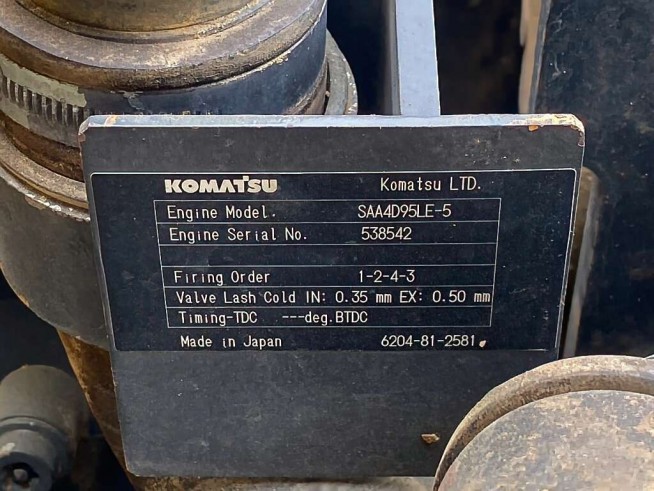 KOMATSU Komatsu LTD.
Engine Model. SAA4D95LE-5
Engine Serial No. 538542
Firing Order 1-2-4-3
Valve Lash Cold IN: 0.35 mm EX: 0.50 mm
Timing-TDC ---deg.BTDC
Made in Japan 6204-81-2581